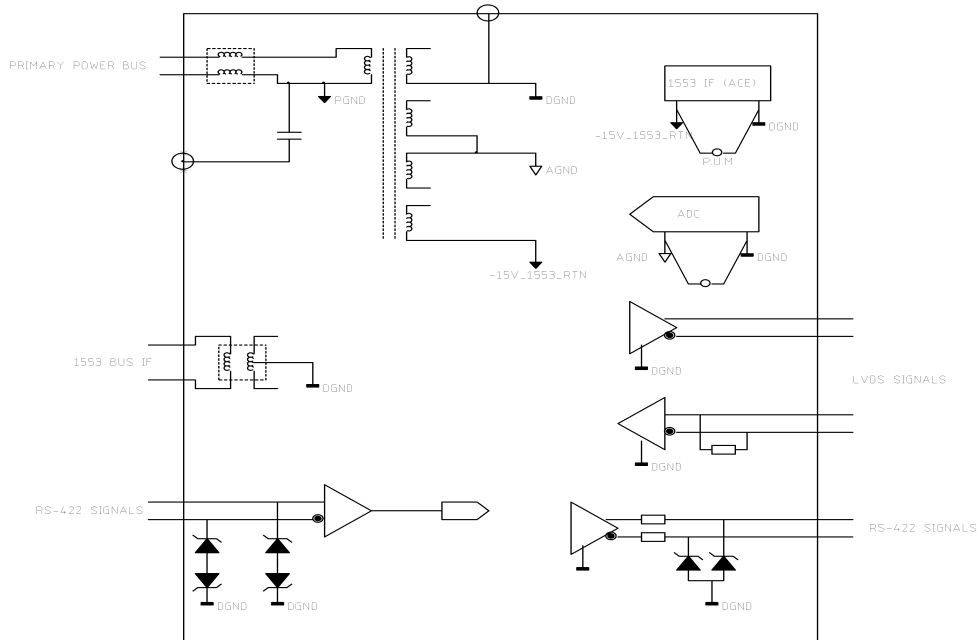 PRIMARY POWER BUS
PGND
DGND
1553 IF (ACE)
-15V_1553_RTN
DGND
P.U.M
AGND
ADC
AGND
DGND
-15V_1553_RTN
1553 BUS IF
DGND
DGND
LVDS SIGNALS
DGND
RS-422 SIGNALS
RS-422 SIGNALS
DGND
DGND
DGND